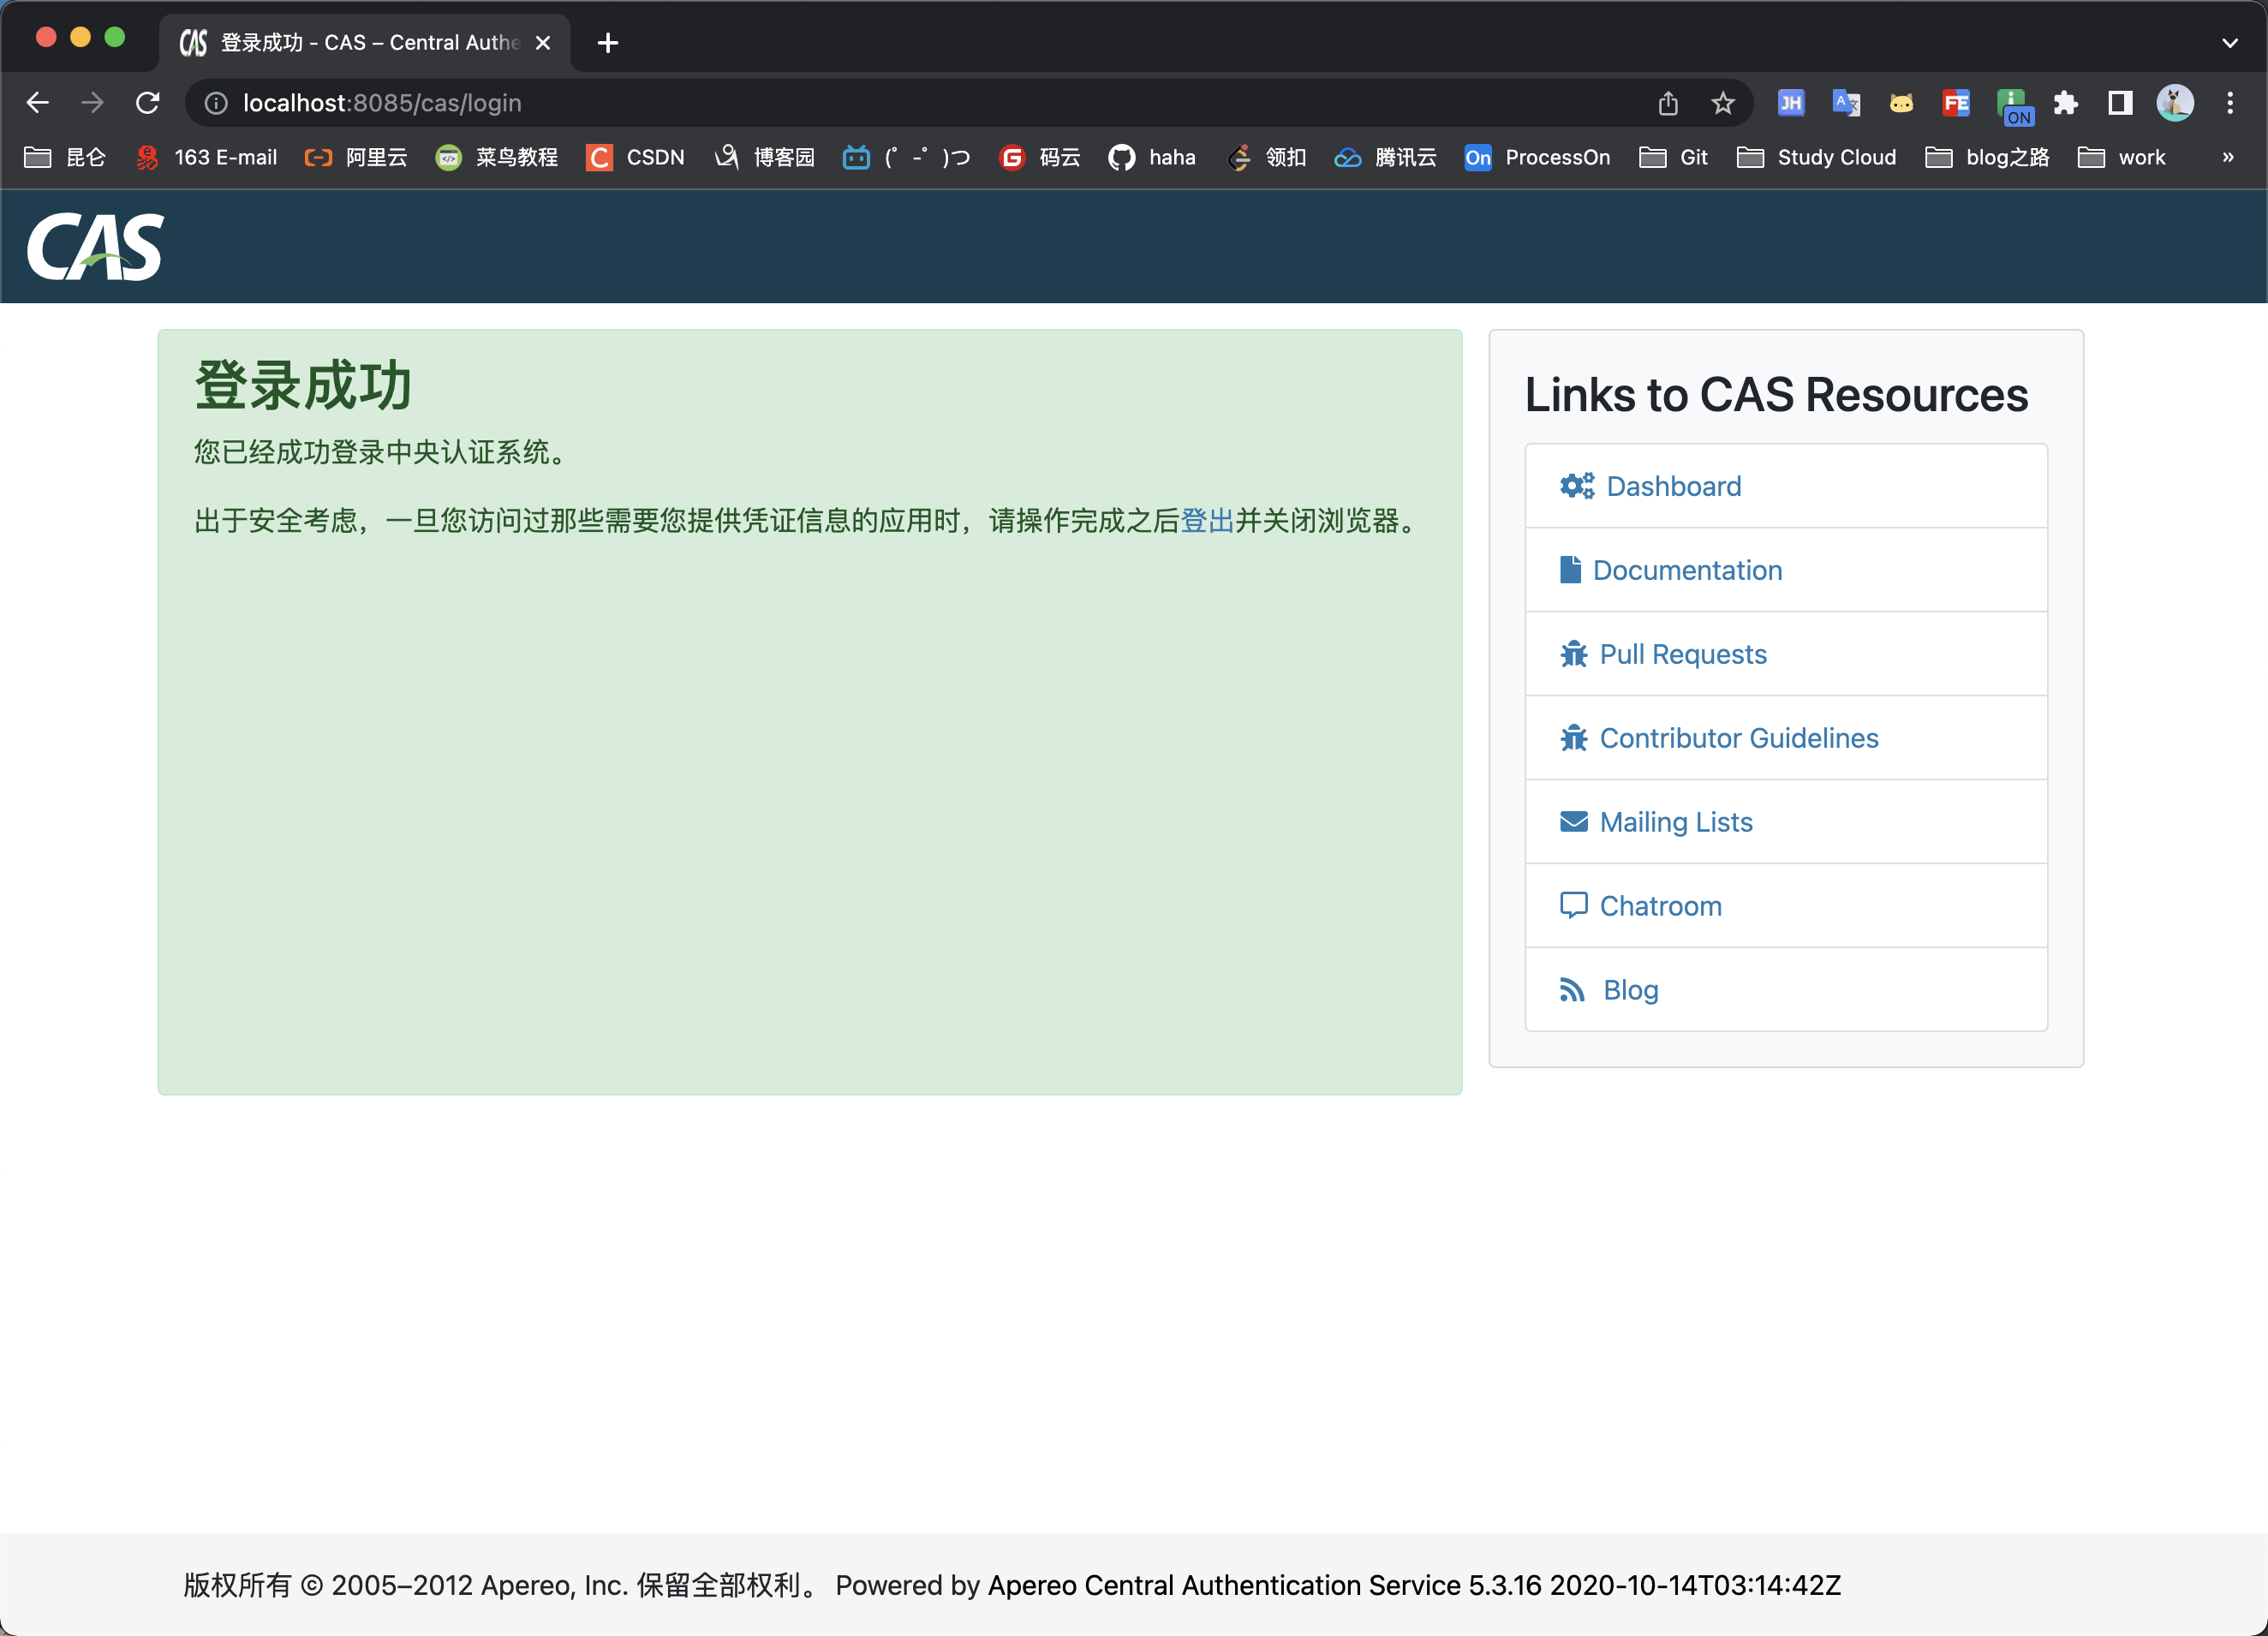 登录成功 - CAS – Central Authe
localhost:8085/cas/login
JH
FE
ON
昆仑 163 E-mail 阿里云 菜鸟教程 CSDN 博客园 (゜-゜)つ 码云 haha 领扣 腾讯云 On ProcessOn Git Study Cloud blog之路 work »
CAS
登录成功
您已经成功登录中央认证系统。
出于安全考虑，一旦您访问过那些需要您提供凭证信息的应用时，请操作完成之后登出并关闭浏览器。
Links to CAS Resources
Dashboard
Documentation
Pull Requests
Contributor Guidelines
Mailing Lists
Chatroom
Blog
版权所有 © 2005–2012 Apereo, Inc. 保留全部权利。 Powered by Apereo Central Authentication Service 5.3.16 2020-10-14T03:14:42Z